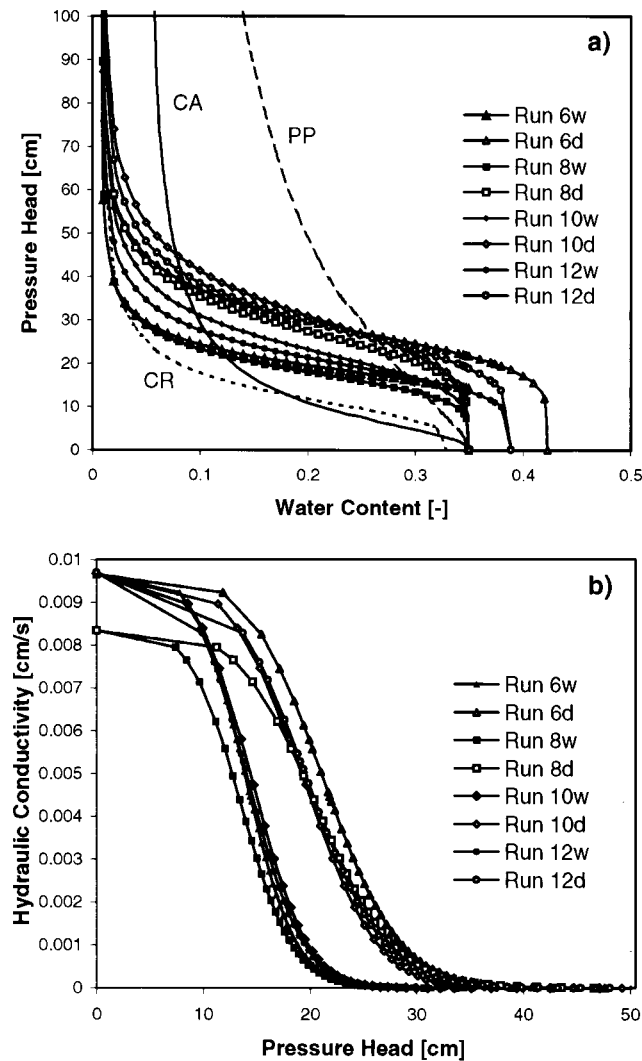 a)
100
90
80
70
60
50
40
30
20
10
0
Pressure Head [cm]
CA
PP
CR
Run 6w
Run 6d
Run 8w
Run 8d
Run 10w
Run 10d
Run 12w
Run 12d
0 0.1 0.2 0.3 0.4 0.5
Water Content [-]
b)
0.01
0.009
0.008
0.007
0.006
0.005
0.004
0.003
0.002
0.001
0
Hydraulic Conductivity [cm/s]
Run 6w
Run 6d
Run 8w
Run 8d
Run 10w
Run 10d
Run 12w
Run 12d
0 10 20 30 40 50
Pressure Head [cm]